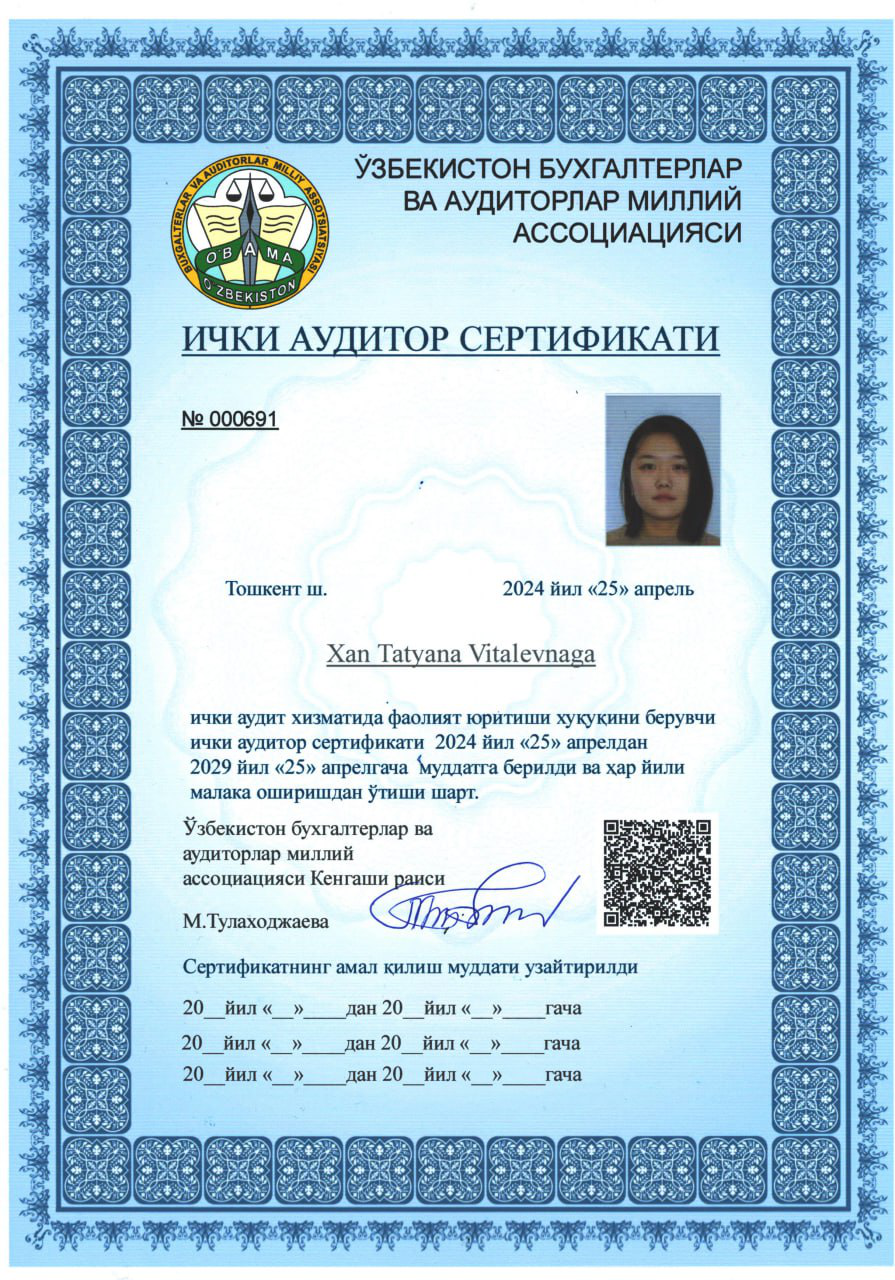 BUXGALTERLAR VA AUDITORLAR MILLIY ASSOTSIATSIYASI
O'BAMA
O'ZBEKISTON
ЎЗБЕКИСТОН БУХГАЛТЕРЛАР
ВА АУДИТОРЛАР МИЛЛИЙ
АССОЦИАЦИЯСИ
ИЧКИ АУДИТОР СЕРТИФИКАТИ
№ 000691
Тошкент ш. 2024 йил «25» апрель
Xan Tatyana Vitalevnaga
ички аудит хизматида фаолият юритиши хуқуқини берувчи
ички аудитор сертификати 2024 йил «25» апрелдан
2029 йил «25» апрелгача муддатга берилди ва ҳар йили
малака оширишдан ўтиши шарт.
Ўзбекистон бухгалтерлар ва
аудиторлар миллий
ассоциацияси Кенгаши раиси
М.Тулаходжаева
Сертификатнинг амал қилиш муддати узайтирилди
20__йил «__»____дан 20__йил «__»____гача
20__йил «__»____дан 20__йил «__»____гача
20__йил «__»____дан 20__йил «__»____гача